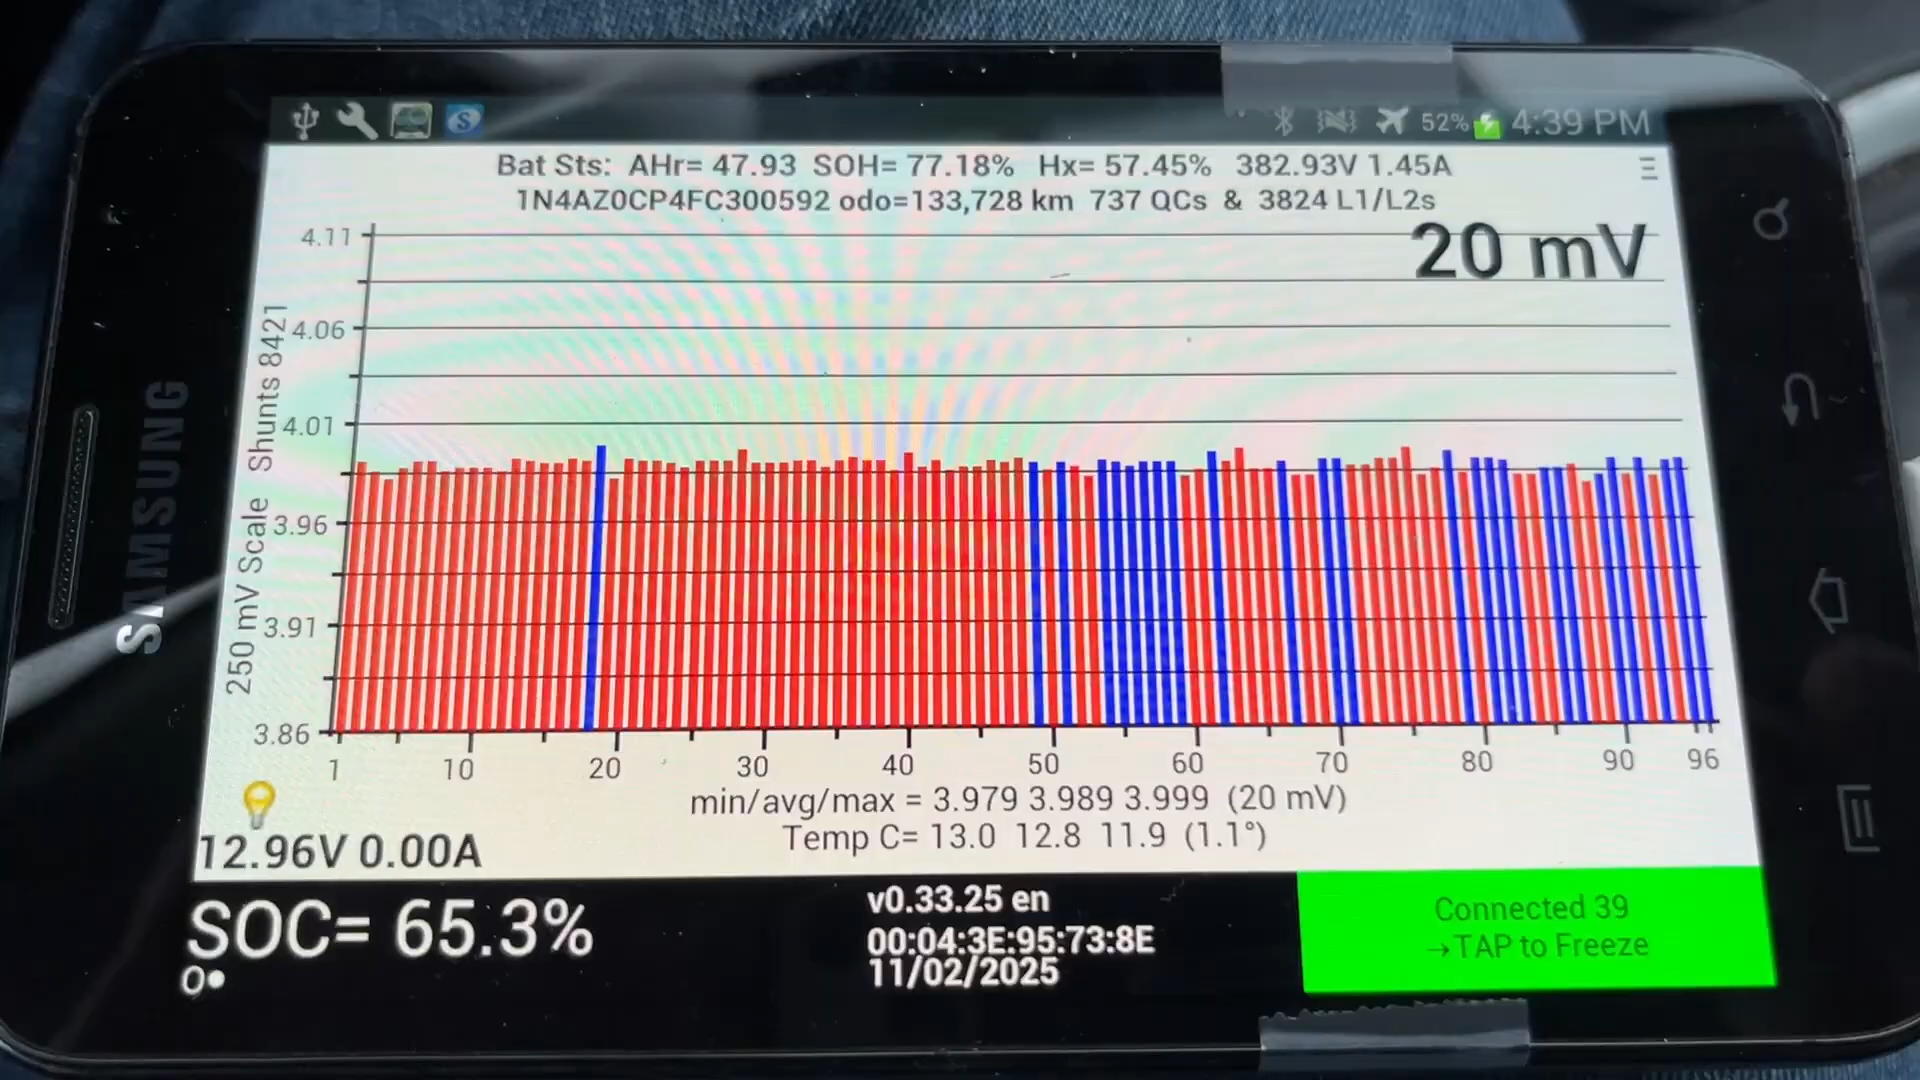 52% 4:39 PM
Bat Sts: AHr= 47.93 SOH= 77.18% Hx= 57.45% 382.93V 1.45A
1N4AZ0CP4FC300592 odo=133,728 km 737 QCs & 3824 L1/L2s
20 mV
4.11
4.06
4.01
3.96
3.91
3.86
250 mV Scale Shunts 8421
SAMSUNG
1 10 20 30 40 50 60 70 80 90 96
min/avg/max = 3.979 3.989 3.999 (20 mV)
Temp C= 13.0 12.8 11.9 (1.1°)
12.96V 0.00A
SOC= 65.3%
v0.33.25 en
00:04:3E:95:73:8E
11/02/2025
Connected 39
→TAP to Freeze